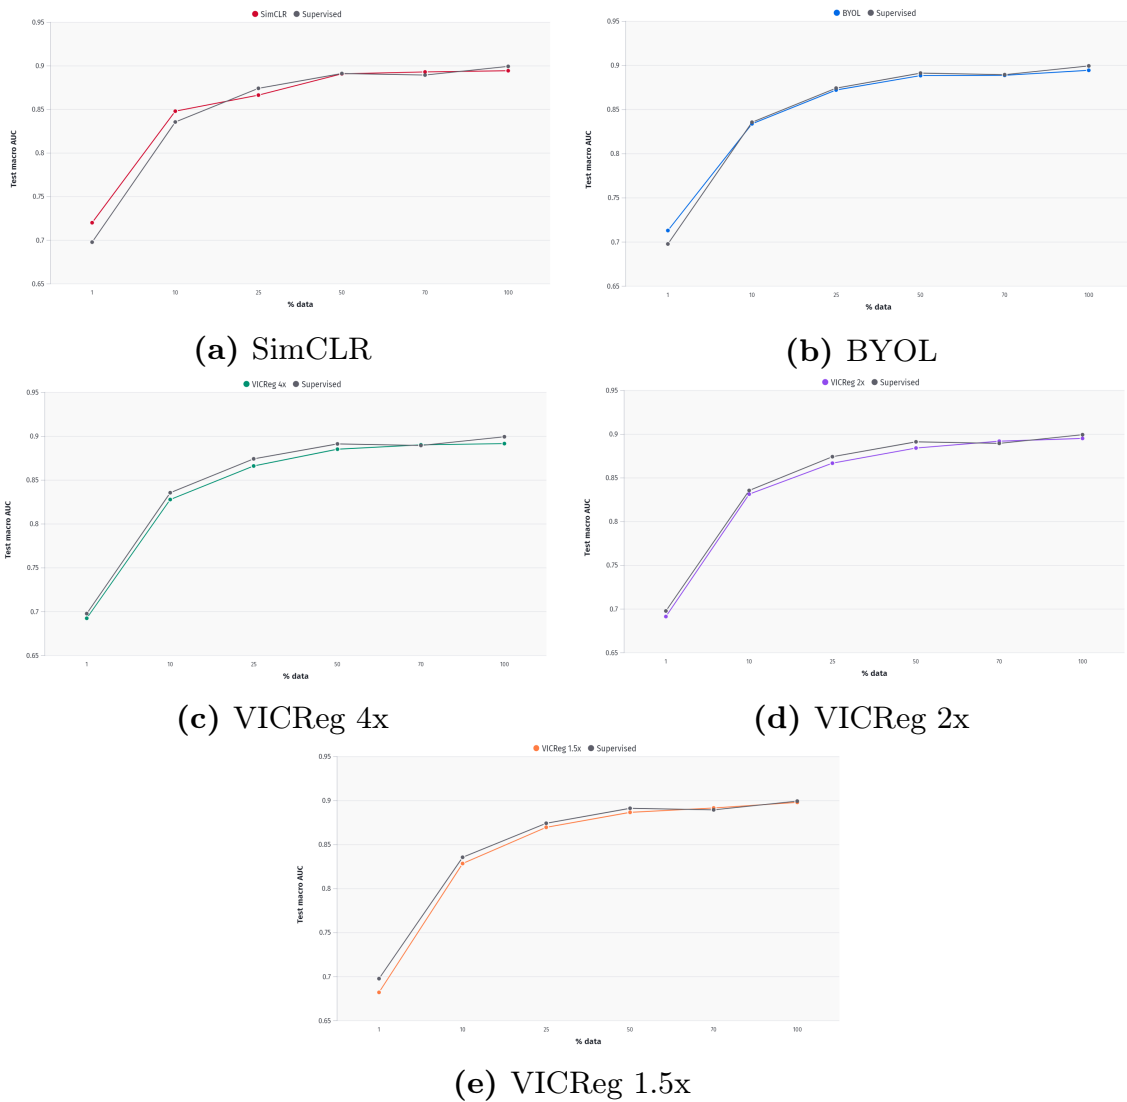 SimCLR Supervised
0.95
0.9
0.85
0.8
0.75
0.7
0.65
Test macro AUC
1 10 25 50 70 100
% data
(a) SimCLR
BYOL Supervised
0.95
0.9
0.85
0.8
0.75
0.7
0.65
Test macro AUC
1 10 25 50 70 100
% data
(b) BYOL
VICReg 4x Supervised
0.95
0.9
0.85
0.8
0.75
0.7
0.65
Test macro AUC
1 10 25 50 70 100
% data
(c) VICReg 4x
VICReg 2x Supervised
0.95
0.9
0.85
0.8
0.75
0.7
0.65
Test macro AUC
1 10 25 50 70 100
% data
(d) VICReg 2x
VICReg 1.5x Supervised
0.95
0.9
0.85
0.8
0.75
0.7
0.65
Test macro AUC
1 10 25 50 70 100
% data
(e) VICReg 1.5x